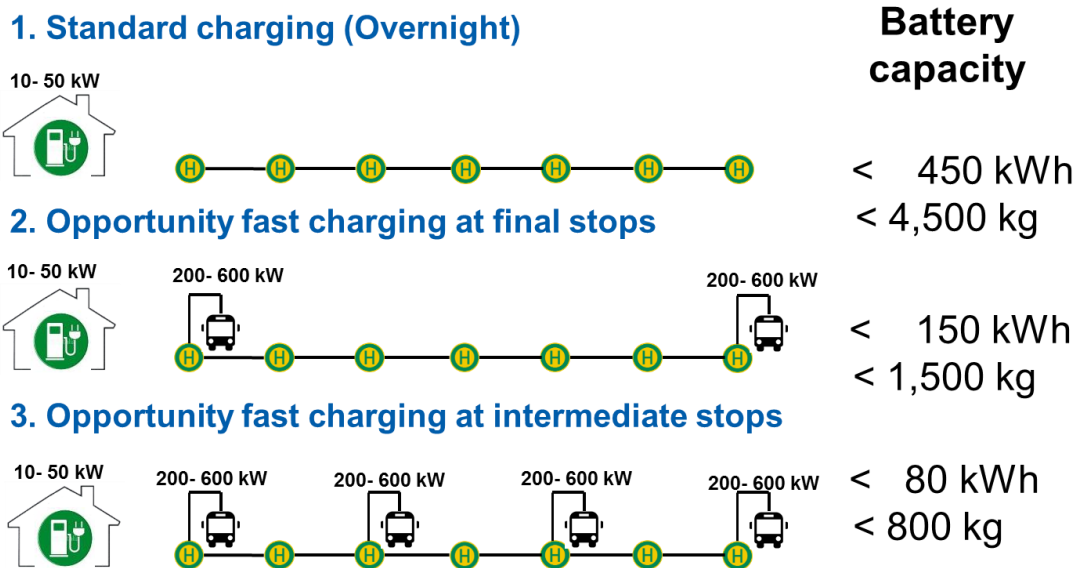 1. Standard charging (Overnight)
Battery
capacity
10- 50 kW
H H H H H H H
< 450 kWh
< 4,500 kg
2. Opportunity fast charging at final stops
10- 50 kW
200- 600 kW
200- 600 kW
H H H H H H H
< 150 kWh
< 1,500 kg
3. Opportunity fast charging at intermediate stops
10- 50 kW
200- 600 kW
200- 600 kW
200- 600 kW
200- 600 kW
H H H H H H H
< 80 kWh
< 800 kg